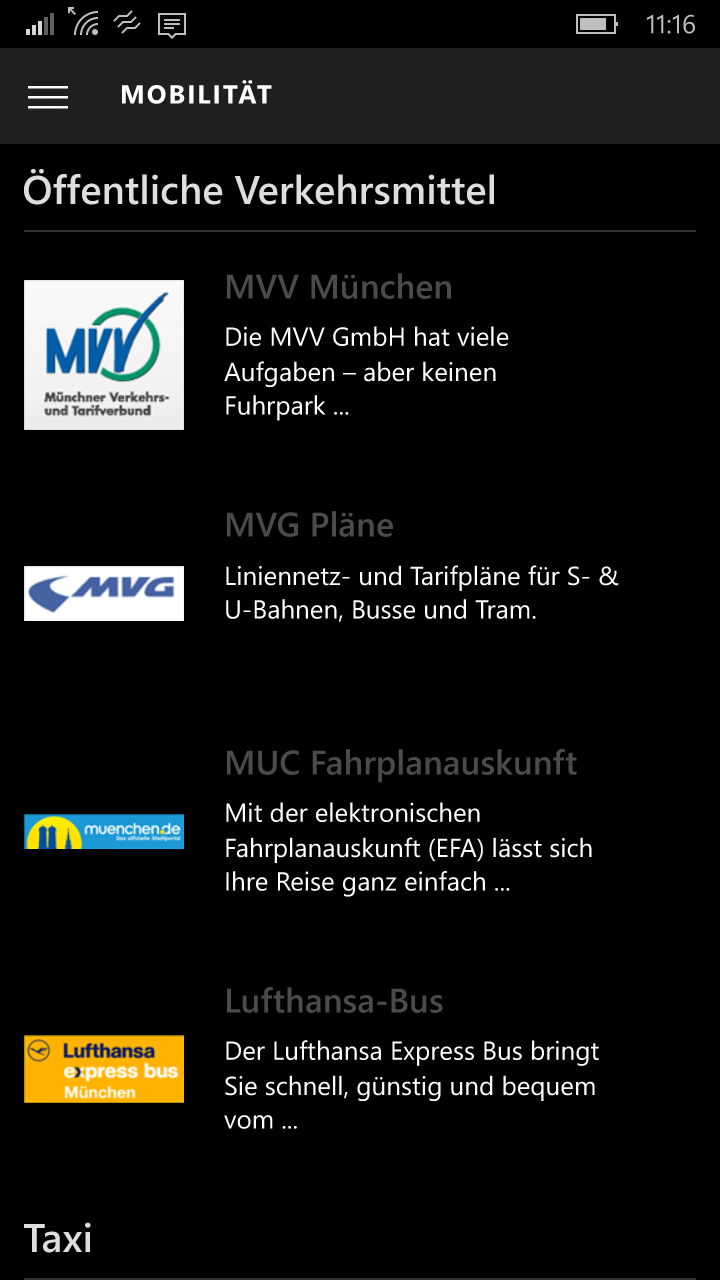 11:16
MOBILITÄT
Öffentliche Verkehrsmittel
MVV
Münchner Verkehrs-
und Tarifverbund
MVV München
Die MVV GmbH hat viele
Aufgaben – aber keinen
Fuhrpark ...
MVG
MVG Pläne
Liniennetz- und Tarifpläne für S- &
U-Bahnen, Busse und Tram.
muenchen.de
Das offizielle Stadtportal
MUC Fahrplanauskunft
Mit der elektronischen
Fahrplanauskunft (EFA) lässt sich
Ihre Reise ganz einfach ...
Lufthansa
express bus
München
Lufthansa-Bus
Der Lufthansa Express Bus bringt
Sie schnell, günstig und bequem
vom ...
Taxi